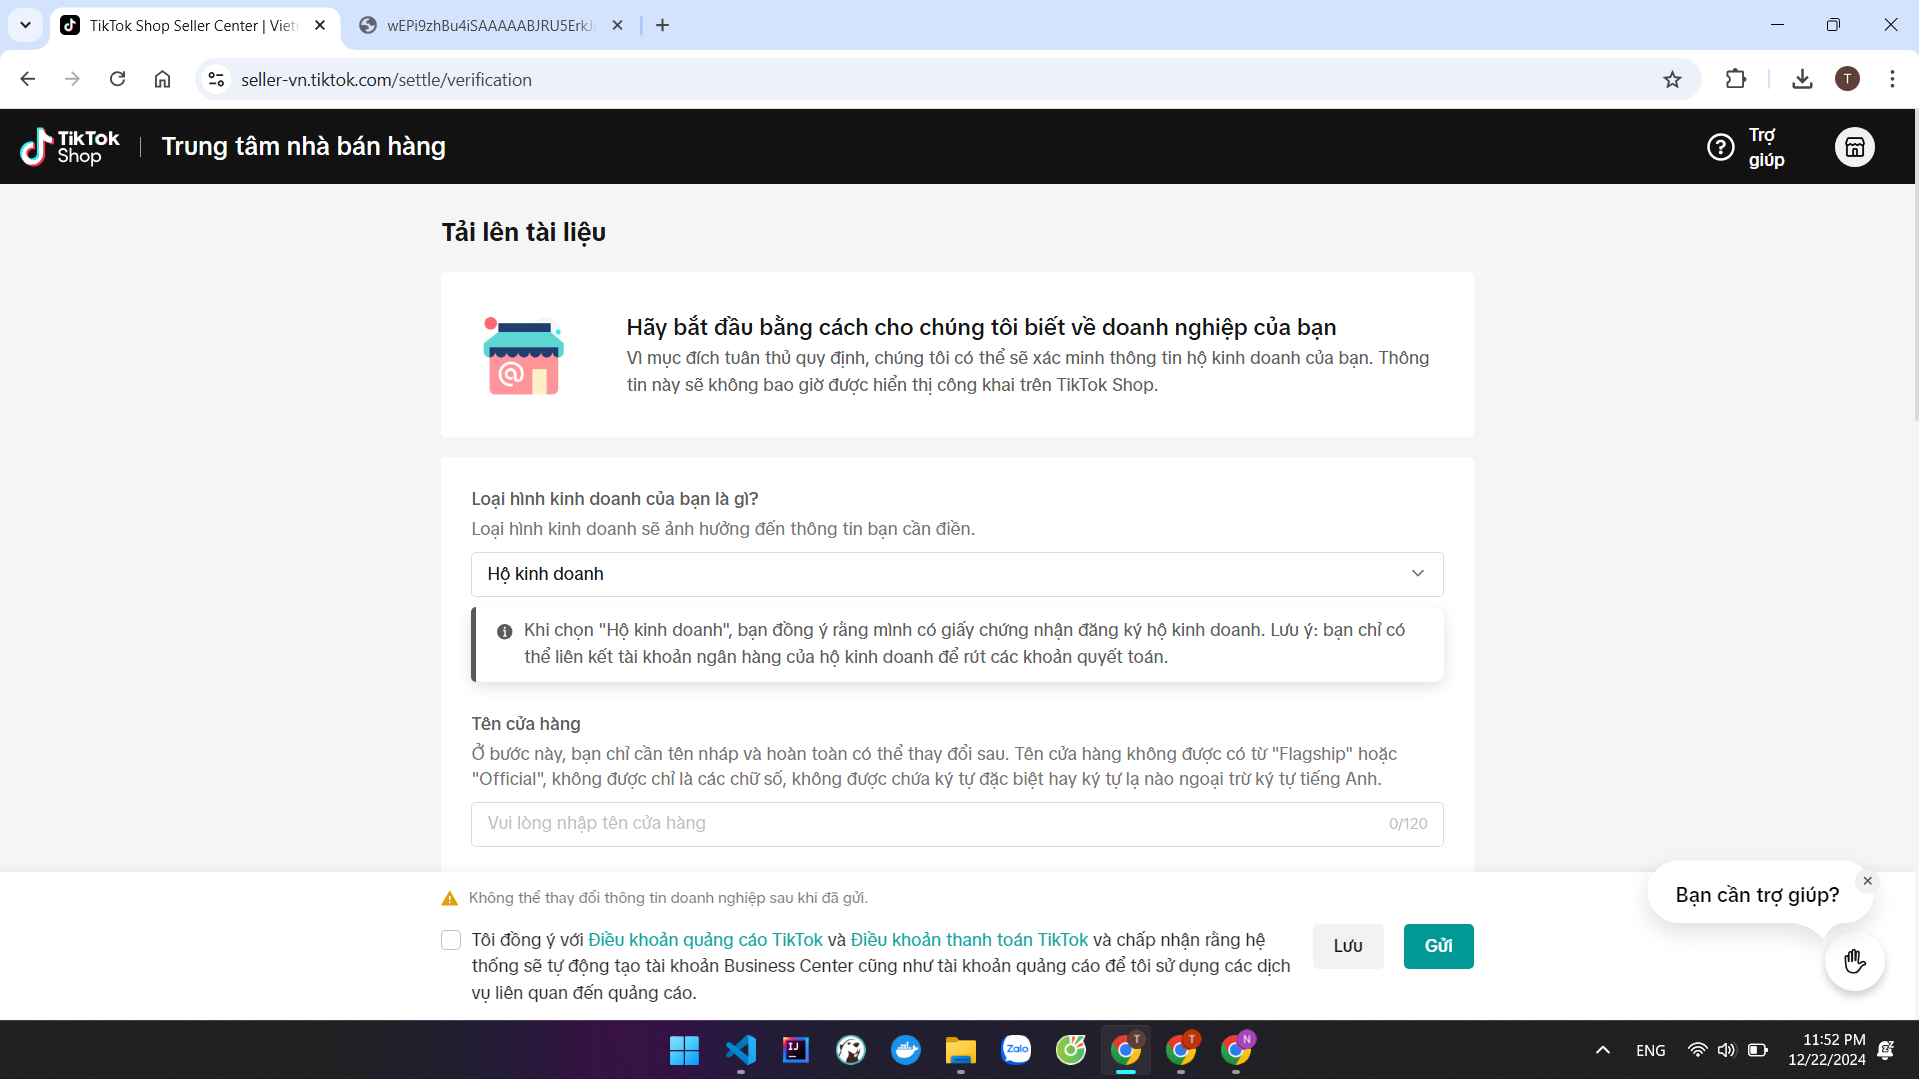 TikTok Shop Seller Center | Viet
wEPi9zhBu4iSAAAAABJRU5ErkJ
seller-vn.tiktok.com/settle/verification
T
TikTok
Shop
Trung tâm nhà bán hàng
Trợ
giúp
Tải lên tài liệu
Hãy bắt đầu bằng cách cho chúng tôi biết về doanh nghiệp của bạn
Vì mục đích tuân thủ quy định, chúng tôi có thể sẽ xác minh thông tin hộ kinh doanh của bạn. Thông
tin này sẽ không bao giờ được hiển thị công khai trên TikTok Shop.
Loại hình kinh doanh của bạn là gì?
Loại hình kinh doanh sẽ ảnh hưởng đến thông tin bạn cần điền.
Hộ kinh doanh
Khi chọn "Hộ kinh doanh", bạn đồng ý rằng mình có giấy chứng nhận đăng ký hộ kinh doanh. Lưu ý: bạn chỉ có
thể liên kết tài khoản ngân hàng của hộ kinh doanh để rút các khoản quyết toán.
Tên cửa hàng
Ở bước này, bạn chỉ cần tên nháp và hoàn toàn có thể thay đổi sau. Tên cửa hàng không được có từ "Flagship" hoặc
"Official", không được chỉ là các chữ số, không được chứa ký tự đặc biệt hay ký tự lạ nào ngoại trừ ký tự tiếng Anh.
Vui lòng nhập tên cửa hàng
0/120
Không thể thay đổi thông tin doanh nghiệp sau khi đã gửi.
Tôi đồng ý với Điều khoản quảng cáo TikTok và Điều khoản thanh toán TikTok và chấp nhận rằng hệ
thống sẽ tự động tạo tài khoản Business Center cũng như tài khoản quảng cáo để tôi sử dụng các dịch
vụ liên quan đến quảng cáo.
Lưu
Gửi
Bạn cần trợ giúp?
IJ
Zalo
T
T
N
ENG
11:52 PM
12/22/2024